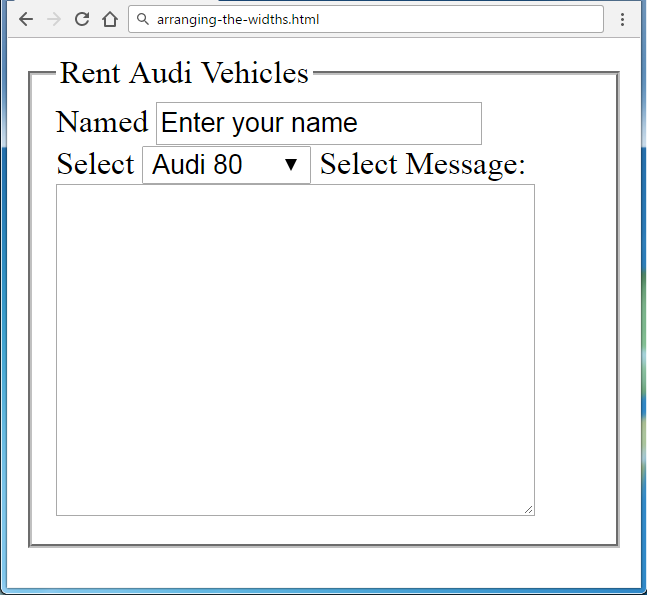 arranging-the-widths.html
Rent Audi Vehicles
Named Enter your name
Select Audi 80 Select Message: